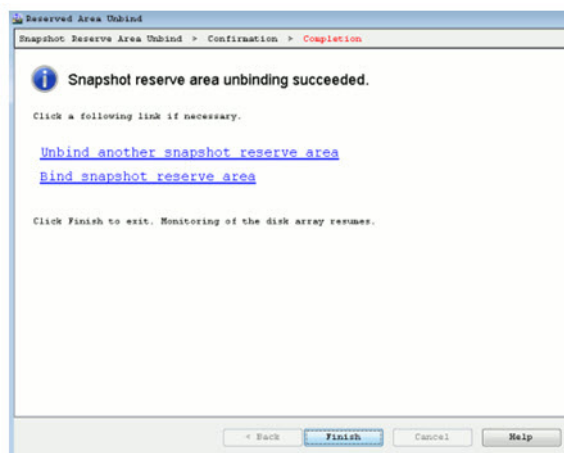 Reserved Area Unbind
Snapshot Reserve Area Unbind > Confirmation > Completion
Snapshot reserve area unbinding succeeded.
Click a following link if necessary.
Unbind another snapshot reserve area
Bind snapshot reserve area
Click Finish to exit. Monitoring of the disk array resumes.
< Back Finish Cancel Help